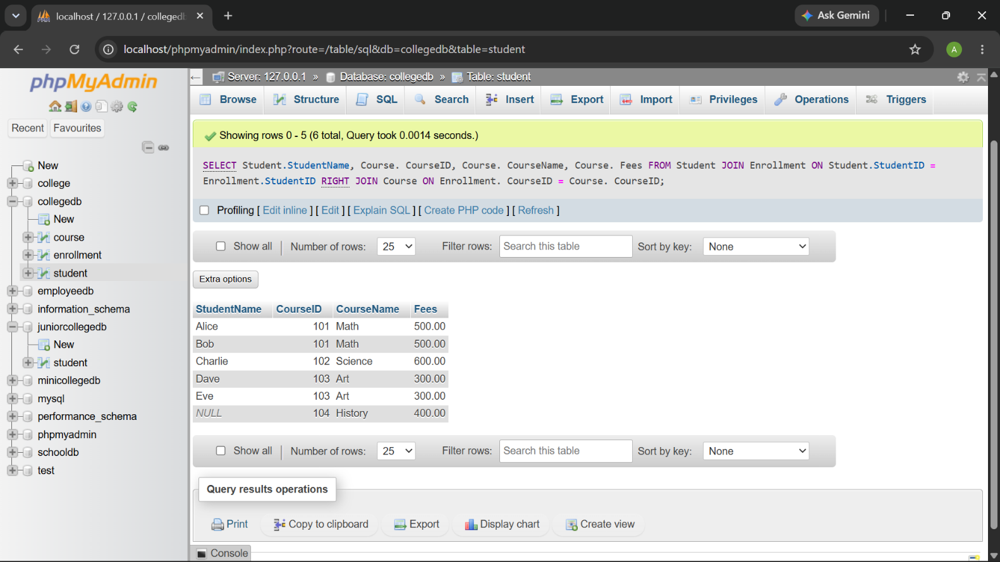 localhost / 127.0.0.1 / collegedb
Ask Gemini
localhost/phpmyadmin/index.php?route=/table/sql&db=collegedb&table=student
A
phpMyAdmin
Recent Favourites
New
college
collegedb
New
course
enrollment
student
employeedb
information_schema
juniorcollegedb
New
student
minicollegedb
mysql
performance_schema
phpmyadmin
schooldb
test
Server: 127.0.0.1 » Database: collegedb » Table: student
Browse Structure SQL Search Insert Export Import Privileges Operations Triggers
Showing rows 0 - 5 (6 total, Query took 0.0014 seconds.)
SELECT Student.StudentName, Course. CourseID, Course. CourseName, Course. Fees FROM Student JOIN Enrollment ON Student.StudentID =
Enrollment.StudentID RIGHT JOIN Course ON Enrollment. CourseID = Course. CourseID;
Profiling [ Edit inline ] [ Edit ] [ Explain SQL ] [ Create PHP code ] [ Refresh ]
Show all | Number of rows: 25 Filter rows: Search this table Sort by key: None
Extra options
StudentName CourseID CourseName Fees
Alice 101 Math 500.00
Bob 101 Math 500.00
Charlie 102 Science 600.00
Dave 103 Art 300.00
Eve 103 Art 300.00
NULL 104 History 400.00
Show all | Number of rows: 25 Filter rows: Search this table Sort by key: None
Query results operations
Print Copy to clipboard Export Display chart Create view
Console